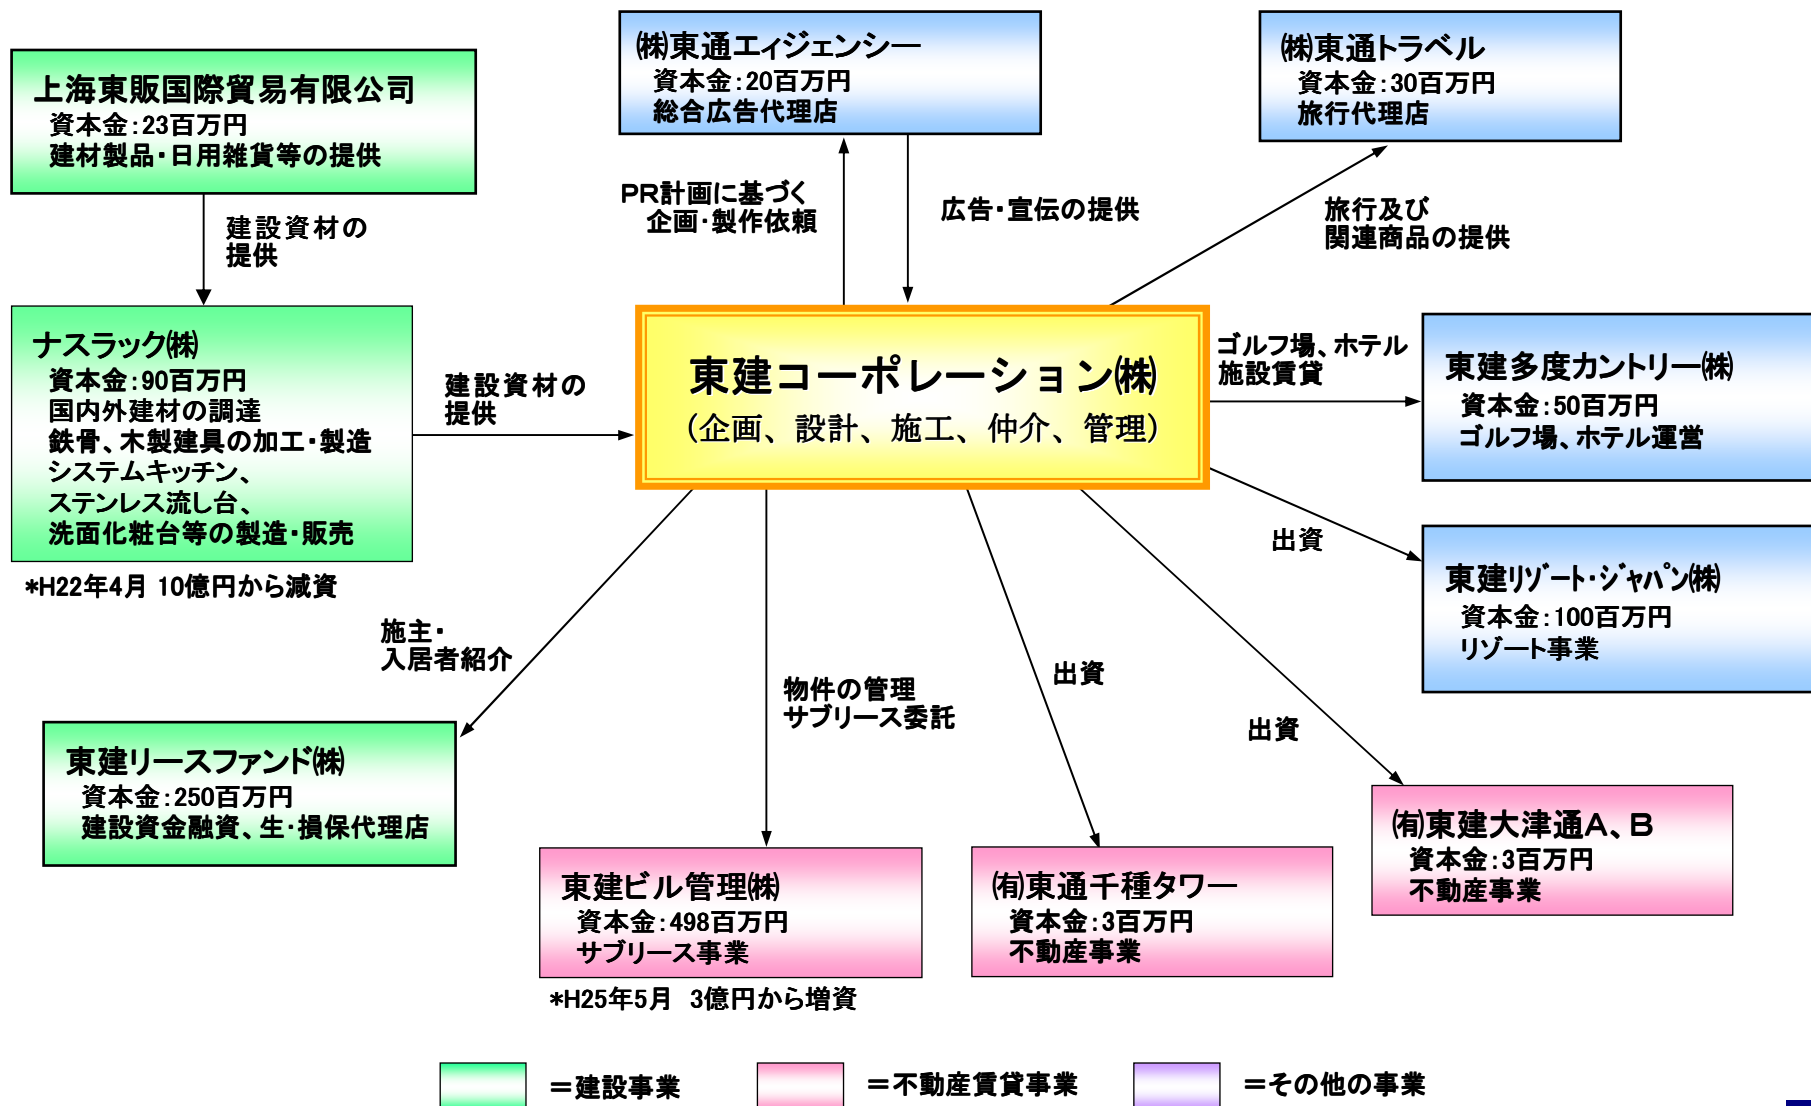 上海東販国際貿易有限公司
資本金：23百万円
建材製品・日用雑貨等の提供
㈱東通エィジェンシー
資本金：20百万円
総合広告代理店
㈱東通トラベル
資本金：30百万円
旅行代理店
建設資材の
提供
PR計画に基づく
企画・製作依頼
広告・宣伝の提供
旅行及び
関連商品の提供
ナスラック㈱
資本金：90百万円
国内外建材の調達
鉄骨、木製建具の加工・製造
システムキッチン、
ステンレス流し台、
洗面化粧台等の製造・販売
*H22年4月 10億円から減資
建設資材の
提供
東建コーポレーション㈱
（企画、設計、施工、仲介、管理）
ゴルフ場、ホテル
施設賃貸
東建多度カントリー㈱
資本金：50百万円
ゴルフ場、ホテル運営
出資
東建ﾘｿﾞｰﾄ・ｼﾞｬﾊﾟﾝ㈱
資本金：100百万円
リゾート事業
施主・
入居者紹介
物件の管理
サブリース委託
出資
出資
東建リースファンド㈱
資本金：250百万円
建設資金融資、生・損保代理店
東建ビル管理㈱
資本金：498百万円
サブリース事業
*H25年5月 3億円から増資
㈲東通千種タワー
資本金：3百万円
不動産事業
㈲東建大津通A、B
資本金：3百万円
不動産事業
＝建設事業
＝不動産賃貸事業
＝その他の事業